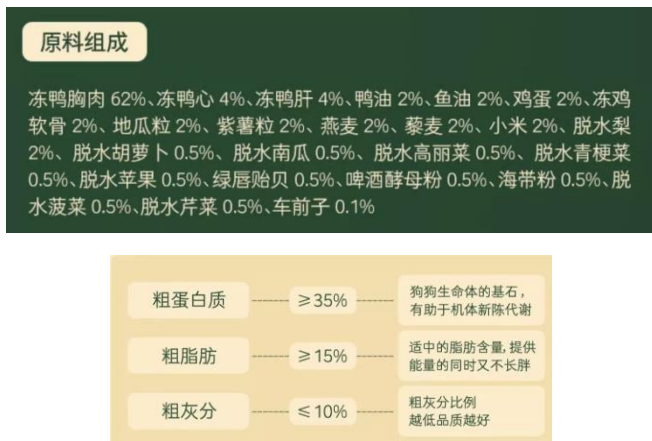 原料组成
冻鸭胸肉 62%、冻鸭心 4%、冻鸭肝 4%、鸭油 2%、鱼油 2%、鸡蛋 2%、冻鸡
软骨 2%、地瓜粒 2%、紫薯粒 2%、燕麦 2%、藜麦 2%、小米 2%、脱水梨
2%、脱水胡萝卜 0.5%、脱水南瓜 0.5%、脱水高丽菜 0.5%、脱水青梗菜
0.5%、脱水苹果 0.5%、绿唇贻贝 0.5%、啤酒酵母粉 0.5%、海带粉 0.5%、脱
水菠菜 0.5%、脱水芹菜 0.5%、车前子 0.1%
粗蛋白质 ≥35% 狗狗生命体的基石，
有助于机体新陈代谢
粗脂肪 ≥15% 适中的脂肪含量,提供
能量的同时又不长胖
粗灰分 ≤10% 粗灰分比例
越低品质越好